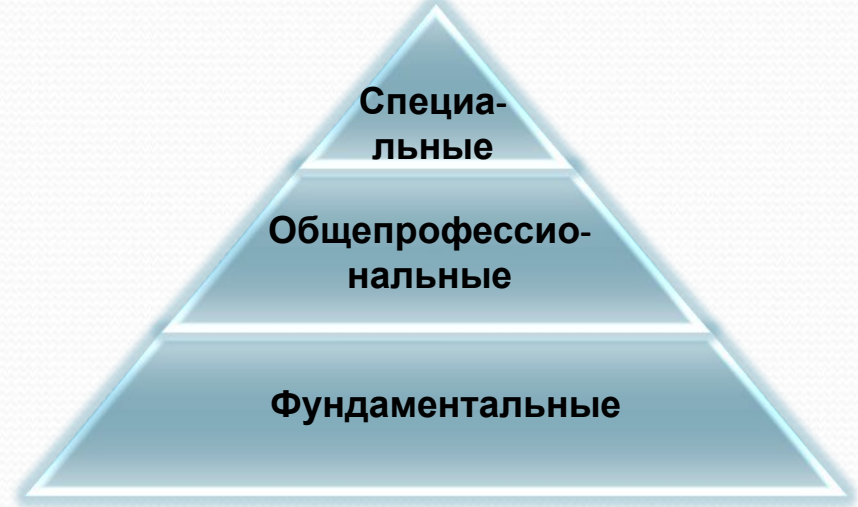 Специа-
льные
Общепрофессио-
нальные
Фундаментальные